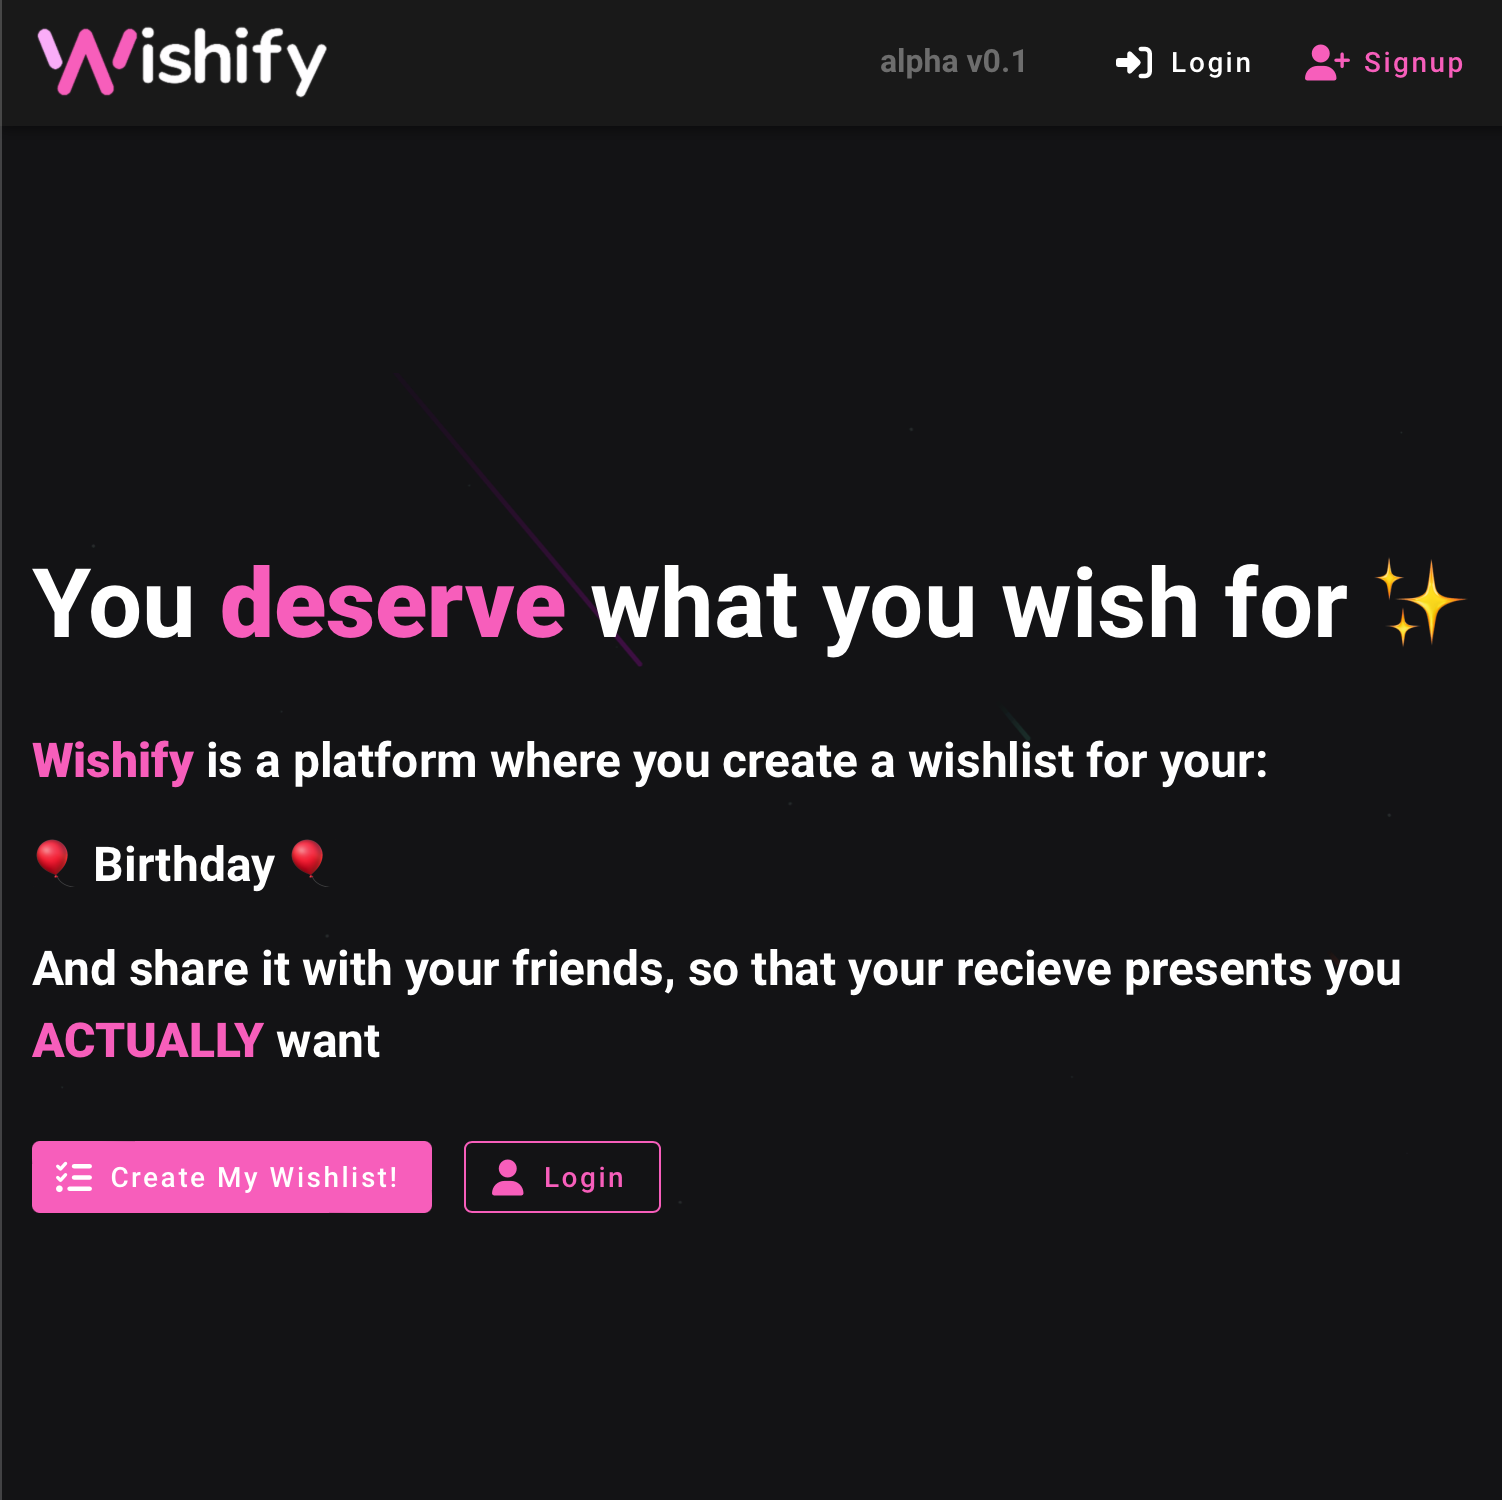 Wishify
alpha v0.1
Login
Signup
You deserve what you wish for ✨
Wishify is a platform where you create a wishlist for your:
🎈 Birthday 🎈
And share it with your friends, so that your recieve presents you
ACTUALLY want
Create My Wishlist!
Login